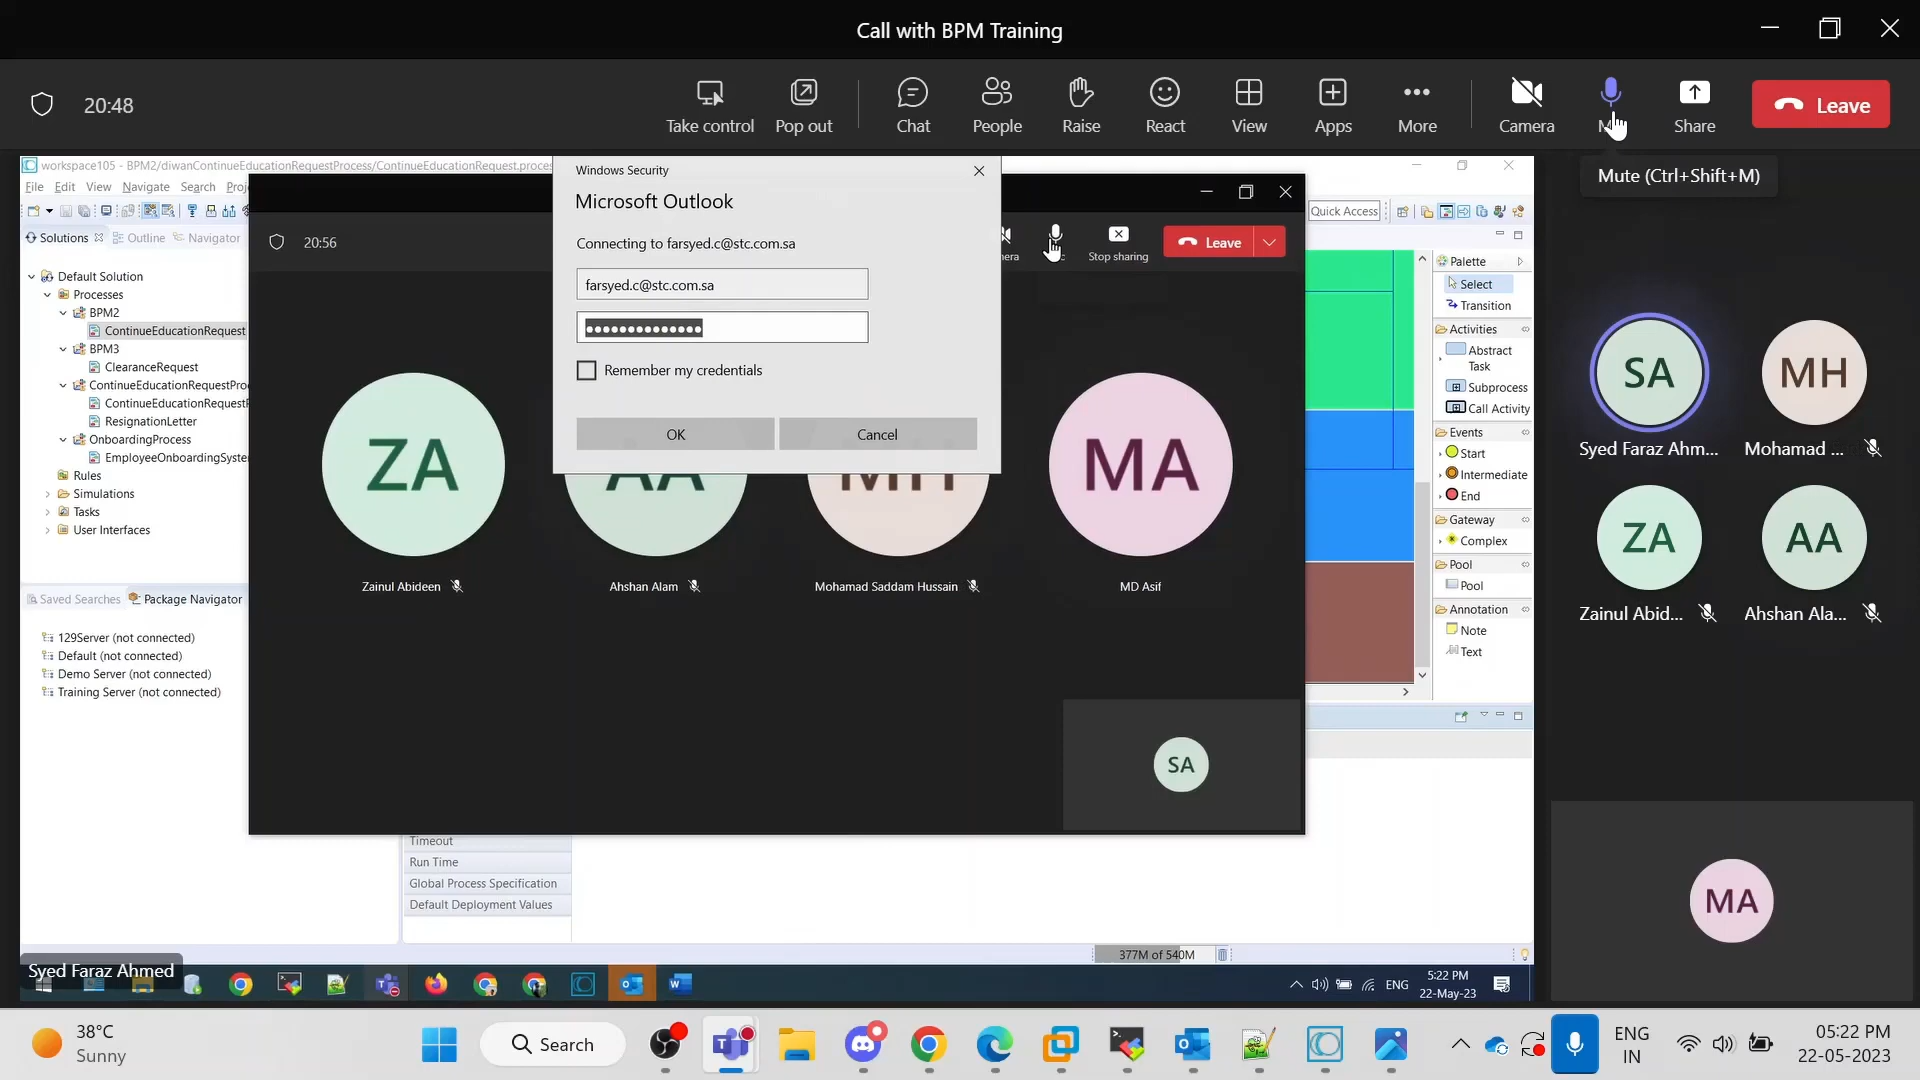 Call with BPM Training
20:48
Take control
Pop out
Chat
People
Raise
React
View
Apps
More
Camera
Share
Leave
Mute (Ctrl+Shift+M)
workspace105 - BPM2/diwanContinueEducationRequestProcess/ContinueEducationRequest.proces
File Edit View Navigate Search Proj
Quick Access
Solutions Outline Navigator
Default Solution
Processes
BPM2
ContinueEducationRequest
BPM3
ClearanceRequest
ContinueEducationRequestPro
ContinueEducationRequestF
ResignationLetter
OnboardingProcess
EmployeeOnboardingSyste
Rules
Simulations
Tasks
User Interfaces
Saved Searches Package Navigator
129Server (not connected)
Default (not connected)
Demo Server (not connected)
Training Server (not connected)
20:56
Stop sharing
Leave
Windows Security
Microsoft Outlook
Connecting to farsyed.c@stc.com.sa
farsyed.c@stc.com.sa
Remember my credentials
OK
Cancel
ZA
AA
MH
MA
Zainul Abideen
Ahshan Alam
Mohamad Saddam Hussain
MD Asif
SA
Palette
Select
Transition
Activities
Abstract
Task
Subprocess
Call Activity
Events
Start
Intermediate
End
Gateway
Complex
Pool
Pool
Annotation
Note
Text
Timeout
Run Time
Global Process Specification
Default Deployment Values
377M of 540M
Syed Faraz Ahmed
ENG
5:22 PM
22-May-23
SA
MH
Syed Faraz Ahm...
Mohamad ...
ZA
AA
Zainul Abid...
Ahshan Ala...
MA
38°C
Sunny
Search
ENG
IN
05:22 PM
22-05-2023